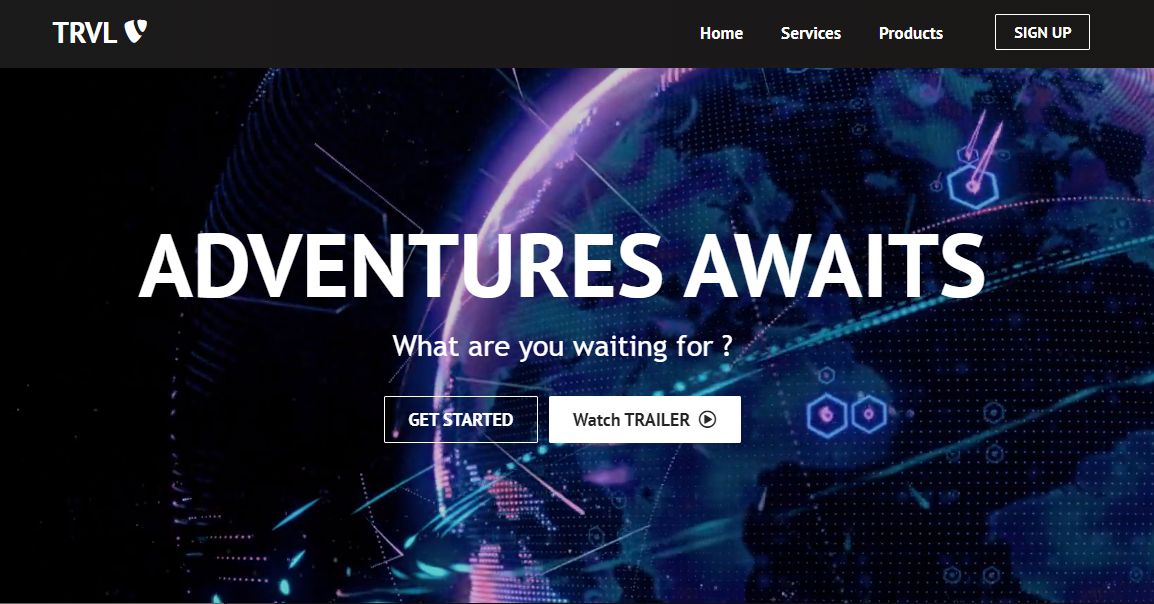 TRVL
Home Services Products SIGN UP
ADVENTURES AWAITS
What are you waiting for ?
GET STARTED Watch TRAILER